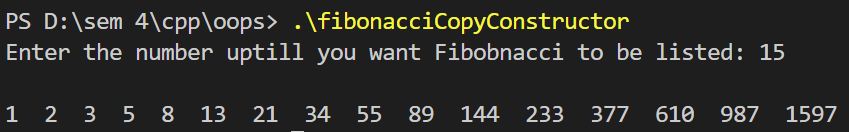 PS D:\sem 4\cpp\oops> .\fibonacciCopyConstructor
Enter the number uptill you want Fibobnacci to be listed: 15
1  2  3  5  8  13  21  34  55  89  144  233  377  610  987  1597